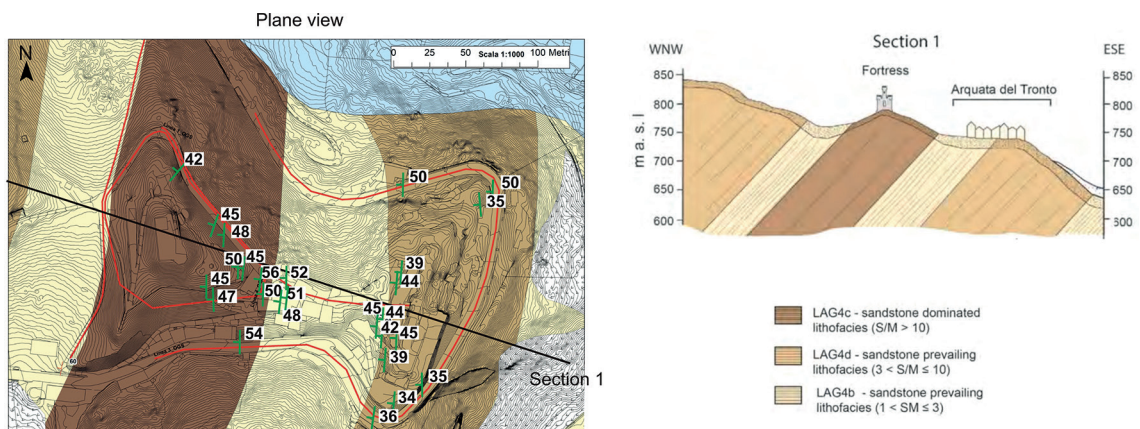 Plane view
N
0 25 50 Scala 1:1000 100 Metri
42
50
50
35
45
48
50
45
56
52
39
44
45
47
50
51
48
45
44
42
45
39
54
35
34
36
60
Section 1
Section 1
WNW
ESE
Fortress
Arquata del Tronto
m a. s. l
850
800
750
700
650
600
850
800
750
700
650
500
LAG4c - sandstone dominated
lithofacies (S/M > 10)
LAG4d - sandstone prevailing
lithofacies (3 < S/M ≤ 10)
LAG4b - sandstone prevailing
lithofacies (1 < SM ≤ 3)